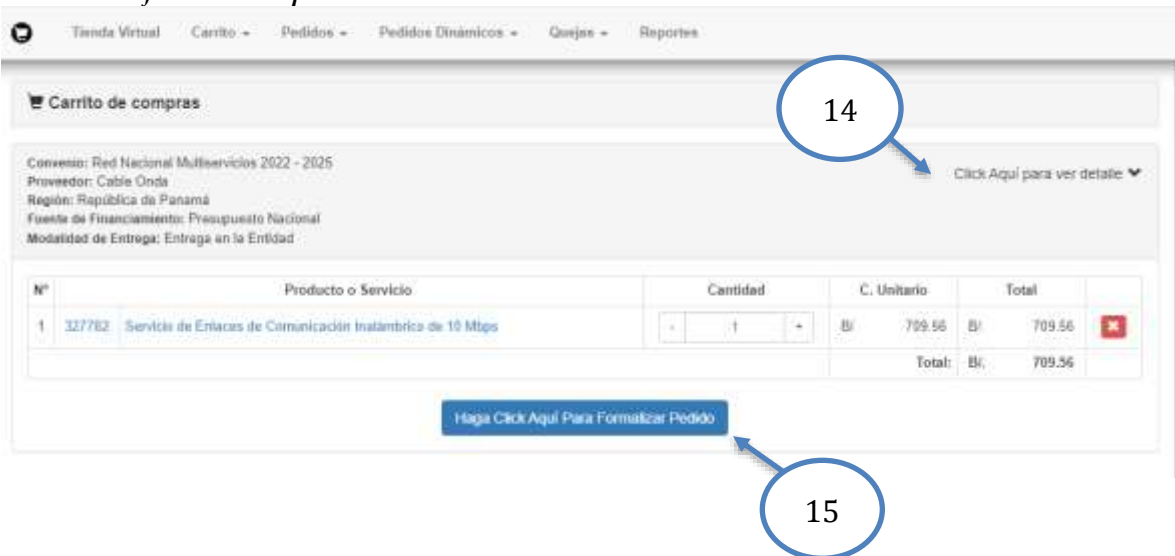 Tienda Virtual Carrito Pedidos Pedidos Dinámicos Quejas Reportes
Carrito de compras
14
Convenio: Red Nacional Multiservicios 2022 - 2025
Proveedor: Cable Onda
Región: República de Panamá
Fuente de Financiamiento: Presupuesto Nacional
Modalidad de Entrega: Entrega en la Entidad
Click Aquí para ver detalle
N° Producto o Servicio Cantidad C. Unitario Total
1 327782 Servicio de Enlaces de Comunicación Inalámbrica de 10 Mbps - 1 + B/ 709.56 B/ 709.56
Total: B/. 709.56
Haga Click Aquí Para Formalizar Pedido
15